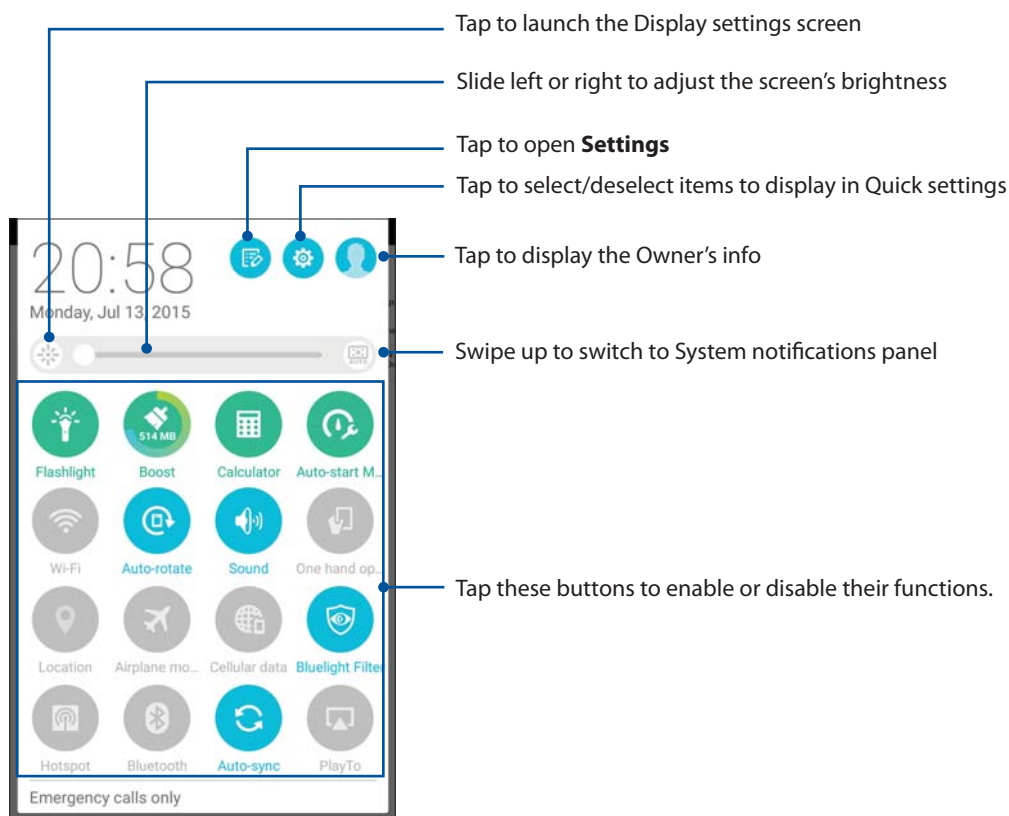 Tap to launch the Display settings screen
Slide left or right to adjust the screen's brightness
Tap to open Settings
Tap to select/deselect items to display in Quick settings
Tap to display the Owner's info
Swipe up to switch to System notifications panel
Tap these buttons to enable or disable their functions.
20:58
Monday, Jul 13, 2015
AUTO
514 MB
Flashlight Boost Calculator Auto-start M...
Wi-Fi Auto-rotate Sound One hand op...
Location Airplane mo... Cellular data Bluelight Filter
Hotspot Bluetooth Auto-sync PlayTo
Emergency calls only